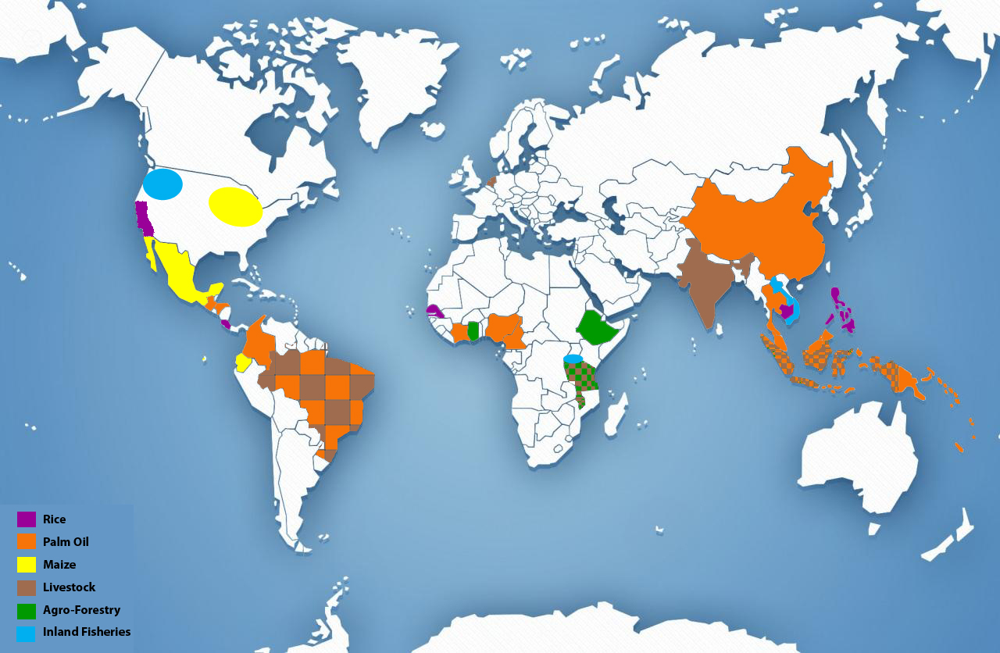 Rice
Palm Oil
Maize
Livestock
Agro-Forestry
Inland Fisheries